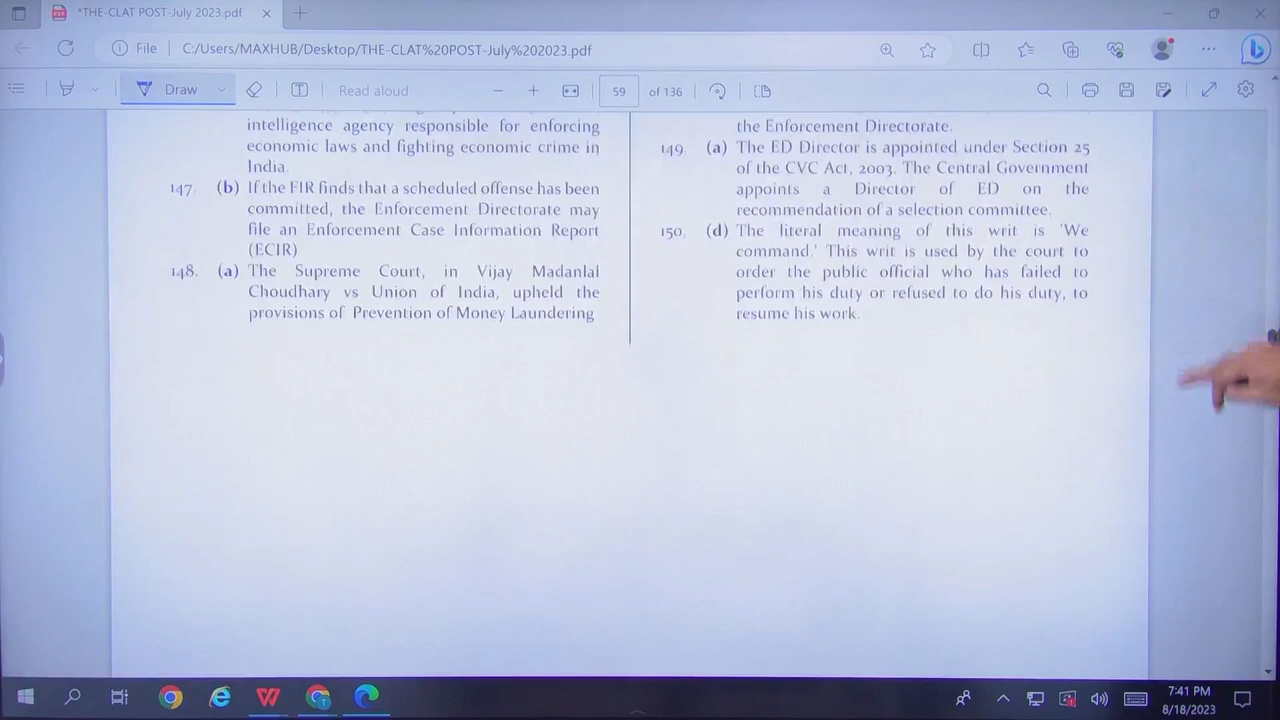 *THE-CLAT POST-July 2023.pdf
File
C:/Users/MAXHUB/Desktop/THE-CLAT%20POST-July%202023.pdf
Draw
Read aloud
59
of 136
intelligence agency responsible for enforcing
economic laws and fighting economic crime in
India.
147. (b) If the FIR finds that a scheduled offense has been
committed, the Enforcement Directorate may
file an Enforcement Case Information Report
(ECIR)
148. (a) The Supreme Court, in Vijay Madanlal
Choudhary vs Union of India, upheld the
provisions of Prevention of Money Laundering
the Enforcement Directorate.
149. (a) The ED Director is appointed under Section 25
of the CVC Act, 2003. The Central Government
appoints a Director of ED on the
recommendation of a selection committee.
150. (d) The literal meaning of this writ is 'We
command.' This writ is used by the court to
order the public official who has failed to
perform his duty or refused to do his duty, to
resume his work.
7:41 PM
8/18/2023